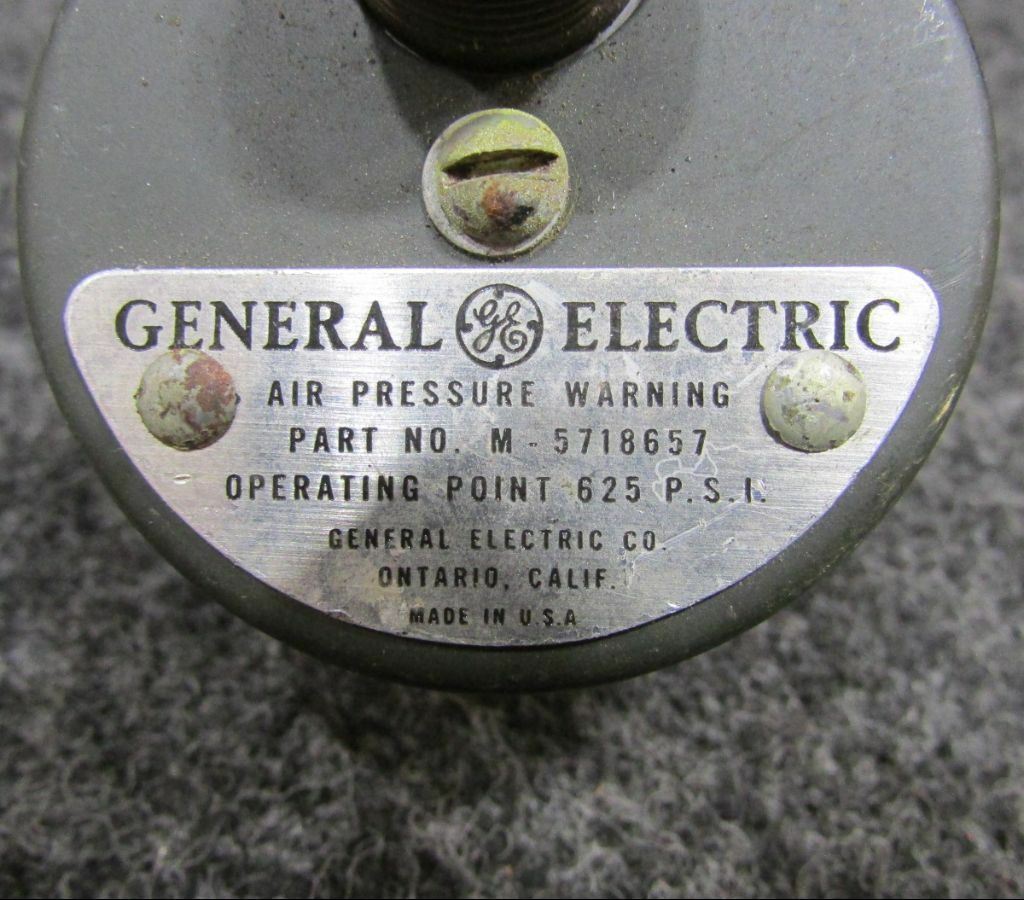 GENERAL GE ELECTRIC
AIR PRESSURE WARNING
PART NO. M-5718657
OPERATING POINT 625 P.S.I.
GENERAL ELECTRIC CO.
ONTARIO, CALIF.
MADE IN U.S.A